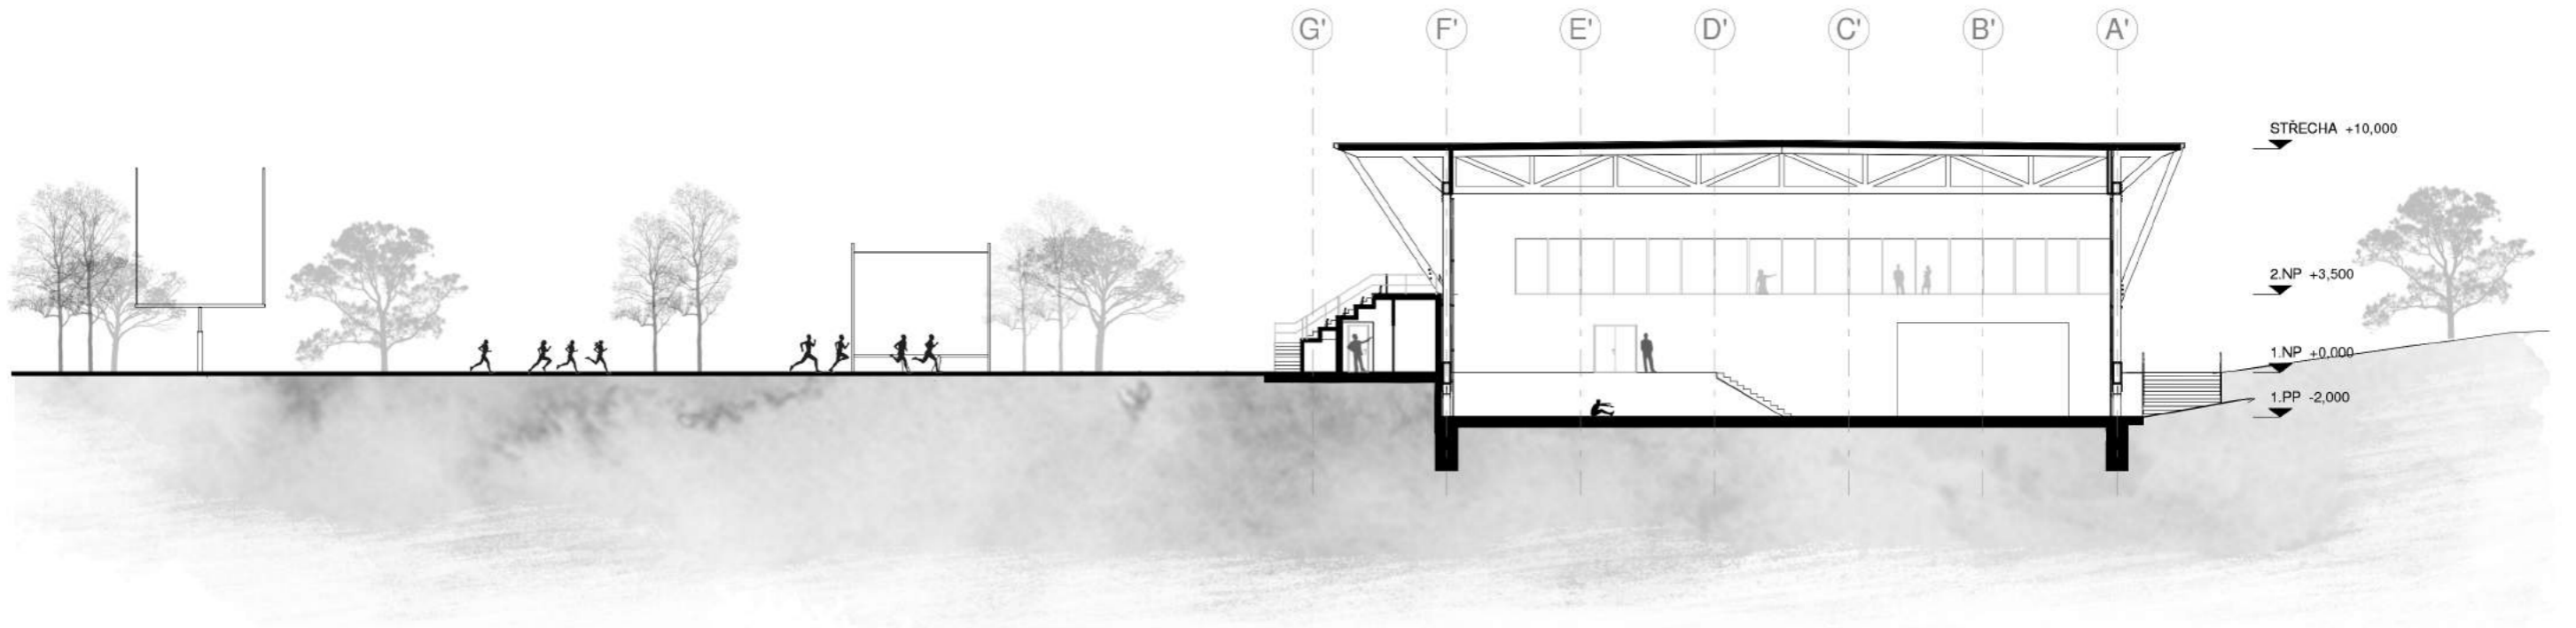 G' F' E' D' C' B' A'
STŘECHA +10,000
2.NP +3,500
1.NP +0,000
1.PP -2,000